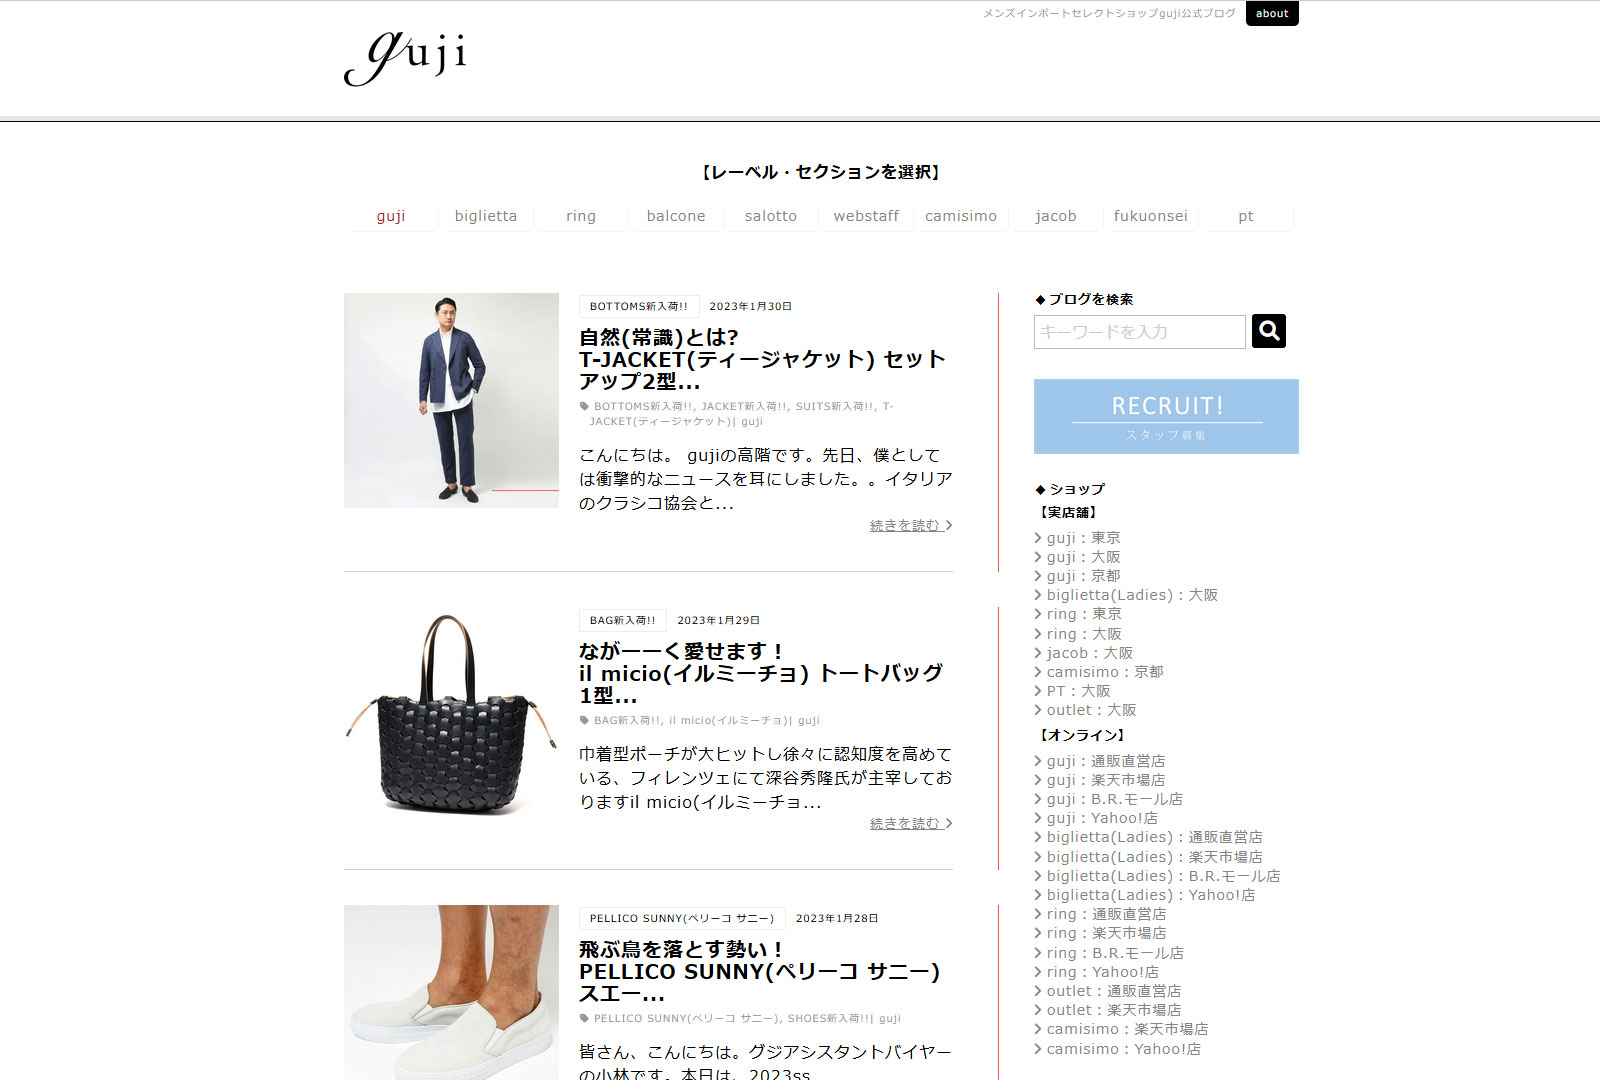 メンズインポートセレクトショップguji公式ブログ
about
guji
【レーベル・セクションを選択】
guji
biglietta
ring
balcone
salotto
webstaff
camisimo
jacob
fukuonsei
pt
BOTTOMS新入荷!!
2023年1月30日
自然(常識)とは?
T-JACKET(ティージャケット) セット
アップ2型...
BOTTOMS新入荷!!, JACKET新入荷!!, SUITS新入荷!!, T-
JACKET(ティージャケット)| guji
こんにちは。 gujiの高階です。先日、僕として
は衝撃的なニュースを耳にしました。。イタリア
のクラシコ協会と...
続きを読む
BAG新入荷!!
2023年1月29日
ながーーく愛せます！
il micio(イルミーチョ) トートバッグ
1型...
BAG新入荷!!, il micio(イルミーチョ)| guji
巾着型ポーチが大ヒットし徐々に認知度を高めて
いる、フィレンツェにて深谷秀隆氏が主宰してお
りますil micio(イルミーチョ...
続きを読む
PELLICO SUNNY(ペリーコ サニー)
2023年1月28日
飛ぶ鳥を落とす勢い！
PELLICO SUNNY(ペリーコ サニー)
スエー...
PELLICO SUNNY(ペリーコ サニー), SHOES新入荷!!| guji
皆さん、こんにちは。グジアシスタントバイヤー
の小林です。本日は、2023ss
◆ ブログを検索
キーワードを入力
RECRUIT!
スタッフ募集
◆ ショップ
【実店舗】
guji：東京
guji：大阪
guji：京都
biglietta(Ladies)：大阪
ring：東京
ring：大阪
jacob：大阪
camisimo：京都
PT：大阪
outlet：大阪
【オンライン】
guji：通販直営店
guji：楽天市場店
guji：B.R.モール店
guji：Yahoo!店
biglietta(Ladies)：通販直営店
biglietta(Ladies)：楽天市場店
biglietta(Ladies)：B.R.モール店
biglietta(Ladies)：Yahoo!店
ring：通販直営店
ring：楽天市場店
ring：B.R.モール店
ring：Yahoo!店
outlet：通販直営店
outlet：楽天市場店
camisimo：楽天市場店
camisimo：Yahoo!店